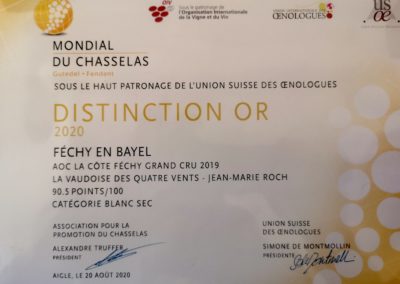 MONDIAL
DU CHASSELAS
Gutedel · Fendant
OIV
Sous le patronage de
l'Organisation Internationale
de la Vigne et du Vin
UNION INTERNATIONALE
ŒNOLOGUES
us
œ
SOUS LE HAUT PATRONAGE DE L'UNION SUISSE DES ŒNOLOGUES
DISTINCTION OR
2020
FÉCHY EN BAYEL
AOC LA CÔTE FÉCHY GRAND CRU 2019
LA VAUDOISE DES QUATRE VENTS - JEAN-MARIE ROCH
90.5 POINTS/100
CATÉGORIE BLANC SEC
ASSOCIATION POUR LA
PROMOTION DU CHASSELAS
ALEXANDRE TRUFFER
PRÉSIDENT
UNION SUISSE
DES ŒNOLOGUES
SIMONE DE MONTMOLLIN
PRÉSIDENTE
AIGLE, LE 20 AOÛT 2020